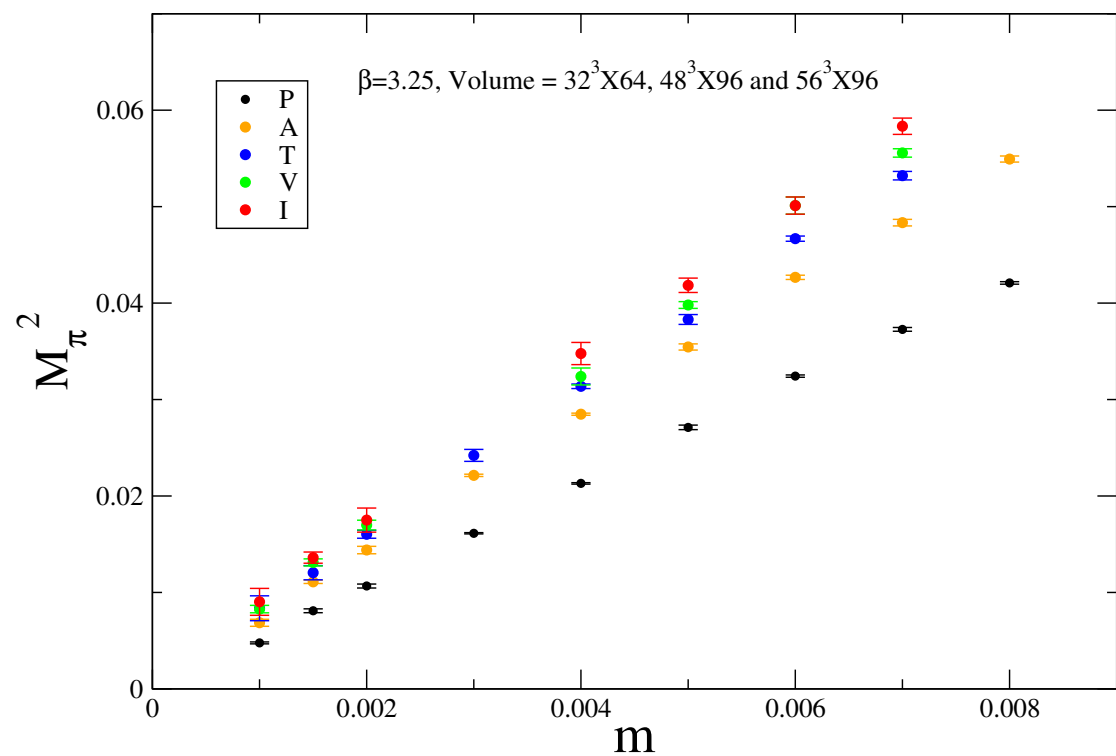 β=3.25, Volume = 32³X64, 48³X96 and 56³X96
P
A
T
V
I
M_π²
0.06
0.04
0.02
0
0
0.002
0.004
0.006
0.008
m